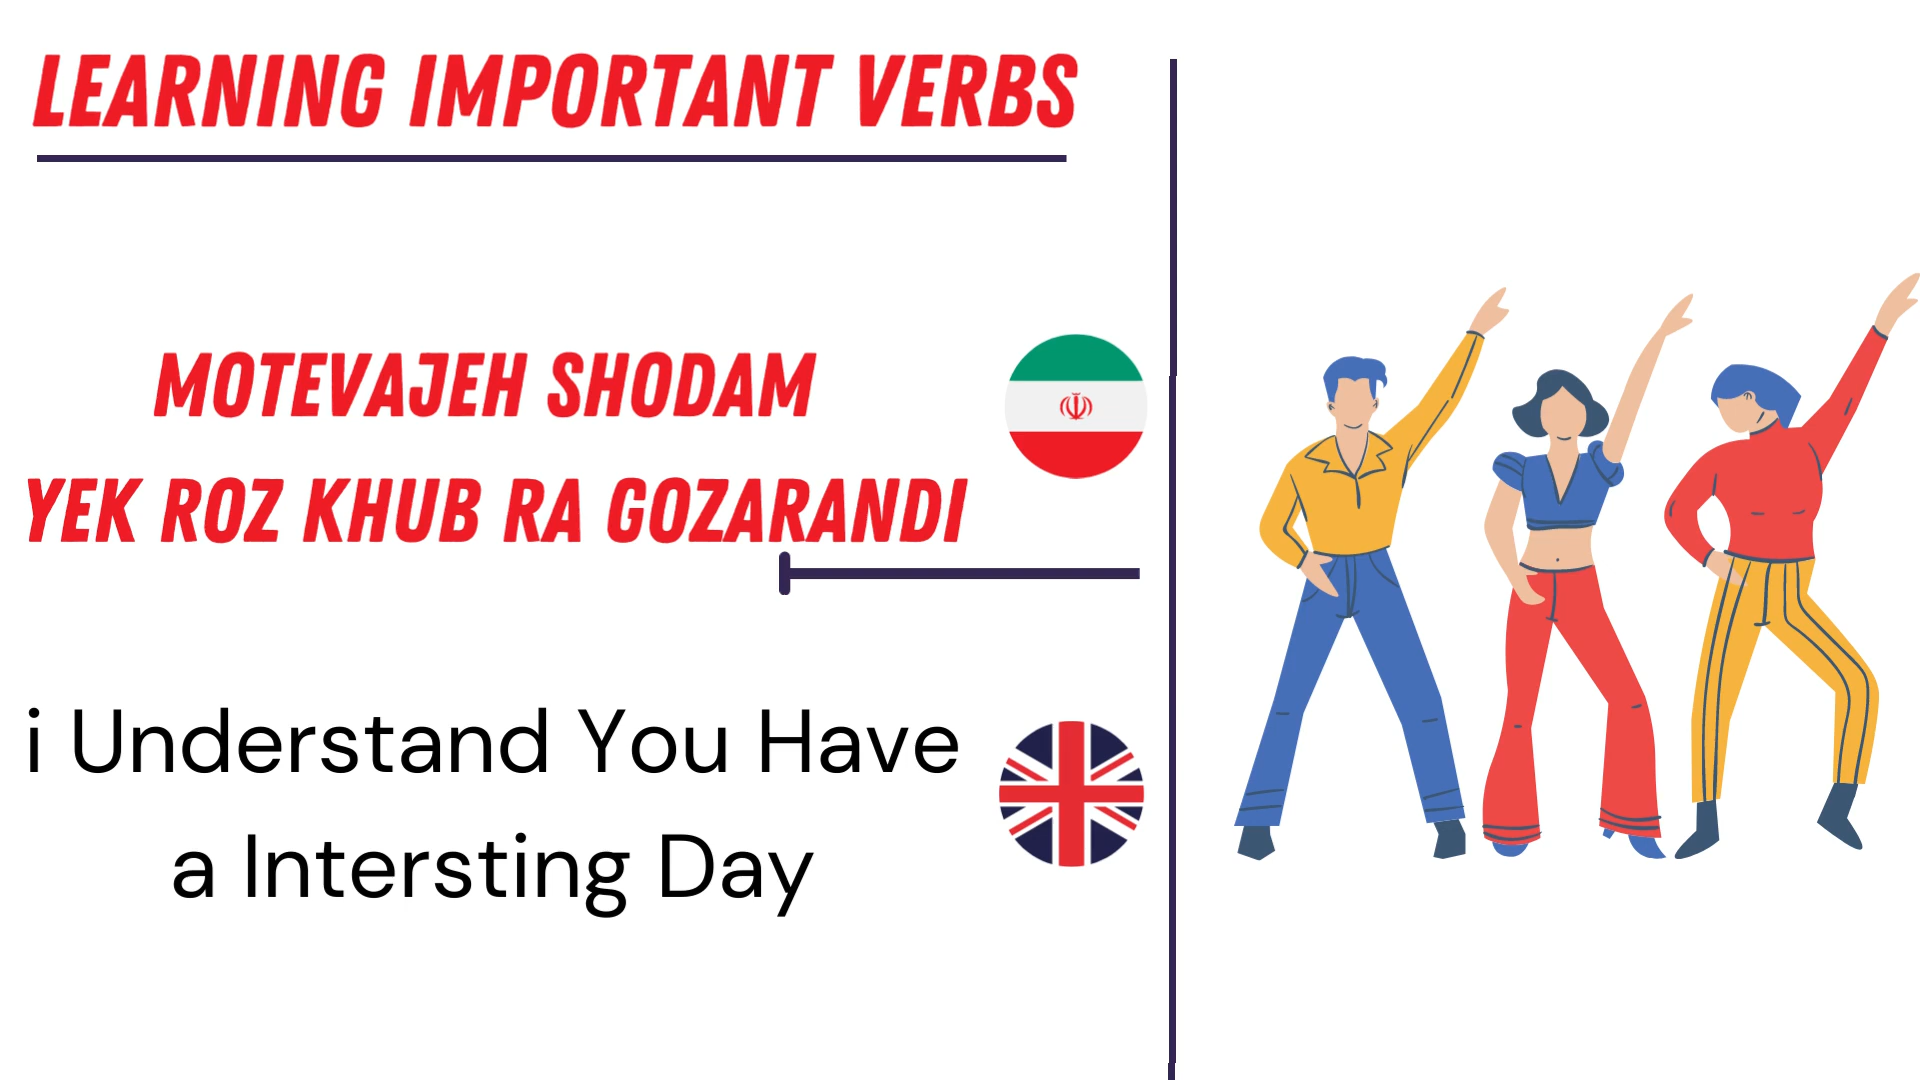 LEARNING IMPORTANT VERBS
MOTEVAJEH SHODAM
YEK ROZ KHUB RA GOZARANDI
i Understand You Have
a Intersting Day